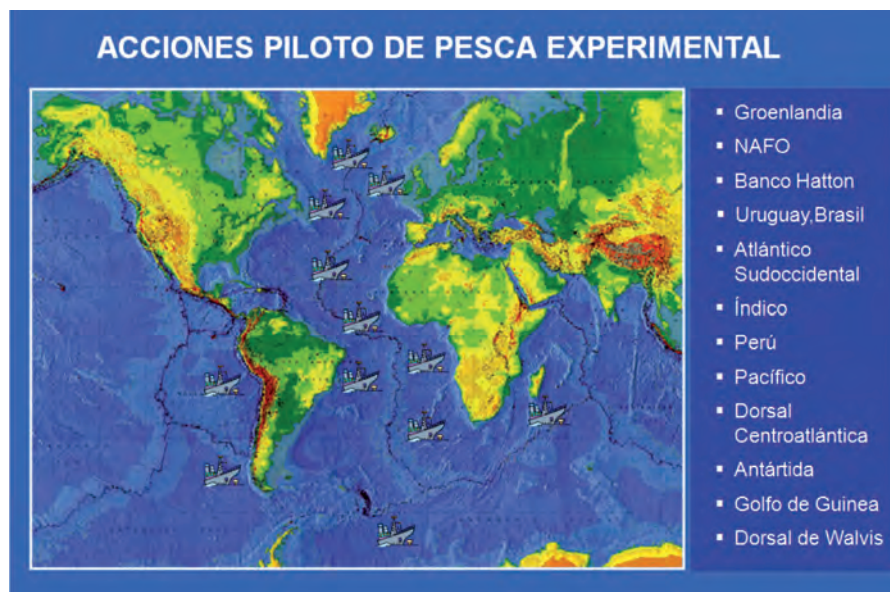 ACCIONES PILOTO DE PESCA EXPERIMENTAL
▪ Groenlandia
▪ NAFO
▪ Banco Hatton
▪ Uruguay,Brasil
▪ Atlántico
Sudoccidental
▪ Índico
▪ Perú
▪ Pacífico
▪ Dorsal
Centroatlántica
▪ Antártida
▪ Golfo de Guinea
▪ Dorsal de Walvis